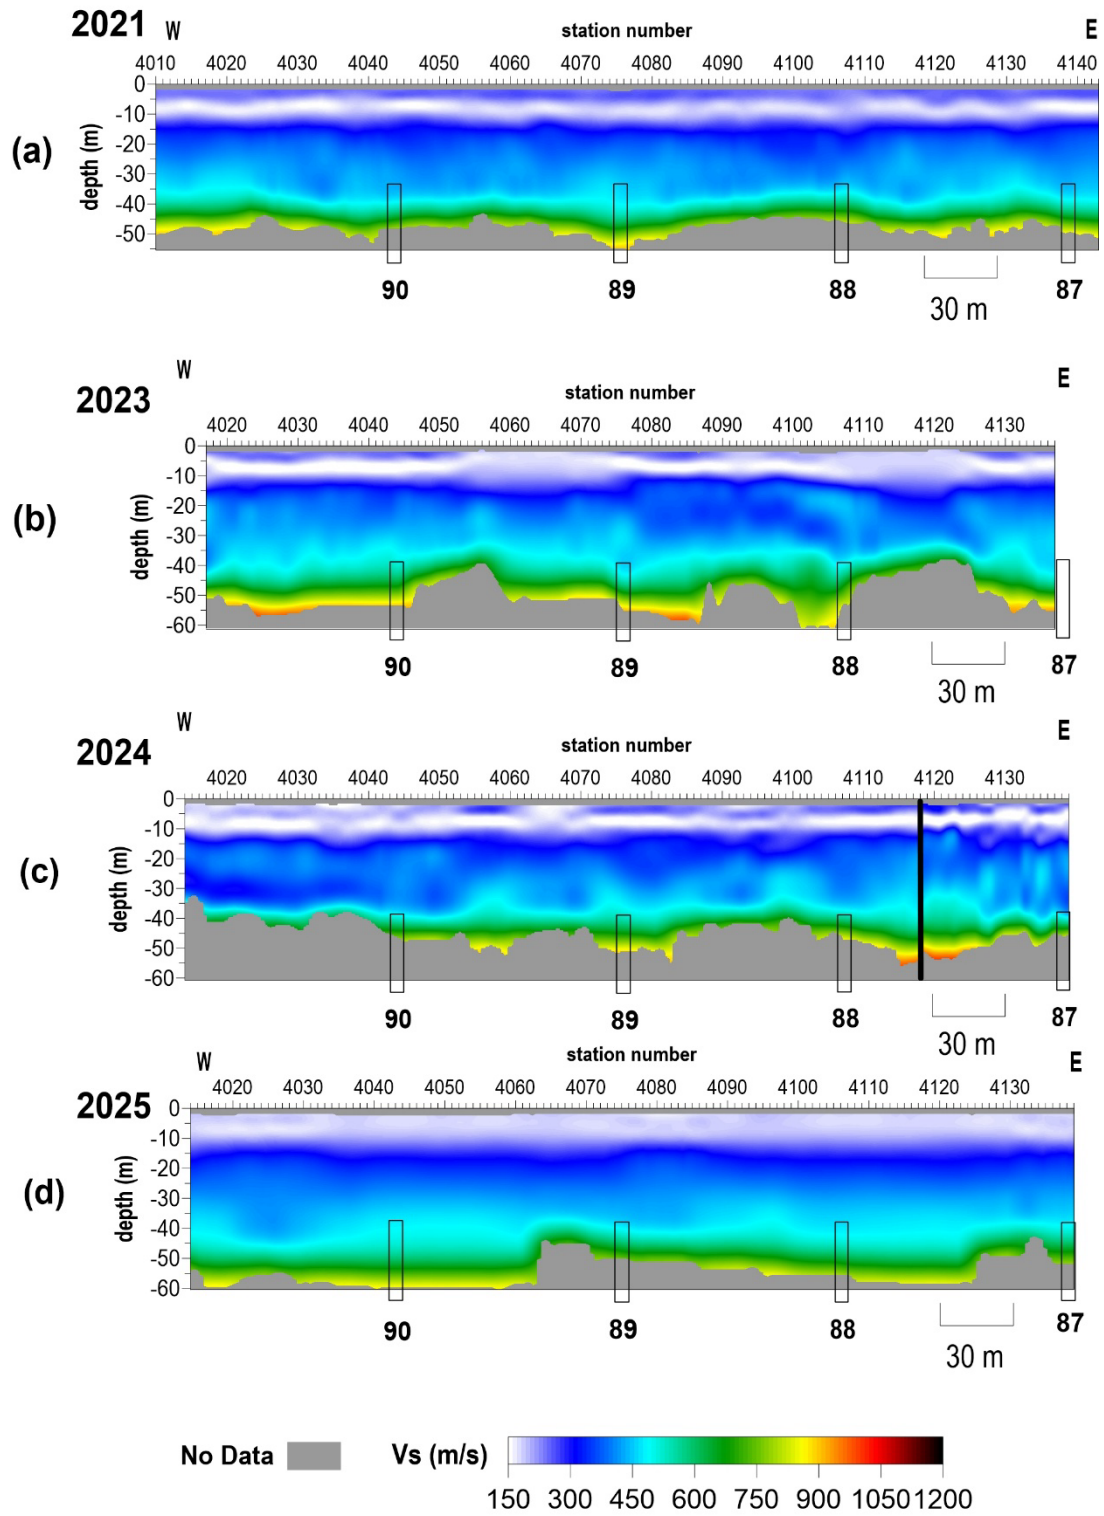 2021 W station number E
4010 4020 4030 4040 4050 4060 4070 4080 4090 4100 4110 4120 4130 4140
(a)
depth (m)
0
-10
-20
-30
-40
-50
90 89 88 87
30 m
W E
2023 station number
4020 4030 4040 4050 4060 4070 4080 4090 4100 4110 4120 4130
(b)
depth (m)
0
-10
-20
-30
-40
-50
-60
90 89 88 87
30 m
W E
2024 station number
4020 4030 4040 4050 4060 4070 4080 4090 4100 4110 4120 4130
(c)
depth (m)
0
-10
-20
-30
-40
-50
-60
90 89 88 87
30 m
W station number E
2025
4020 4030 4040 4050 4060 4070 4080 4090 4100 4110 4120 4130
(d)
depth (m)
0
-10
-20
-30
-40
-50
-60
90 89 88 87
30 m
No Data Vs (m/s)
150 300 450 600 750 900 1050 1200